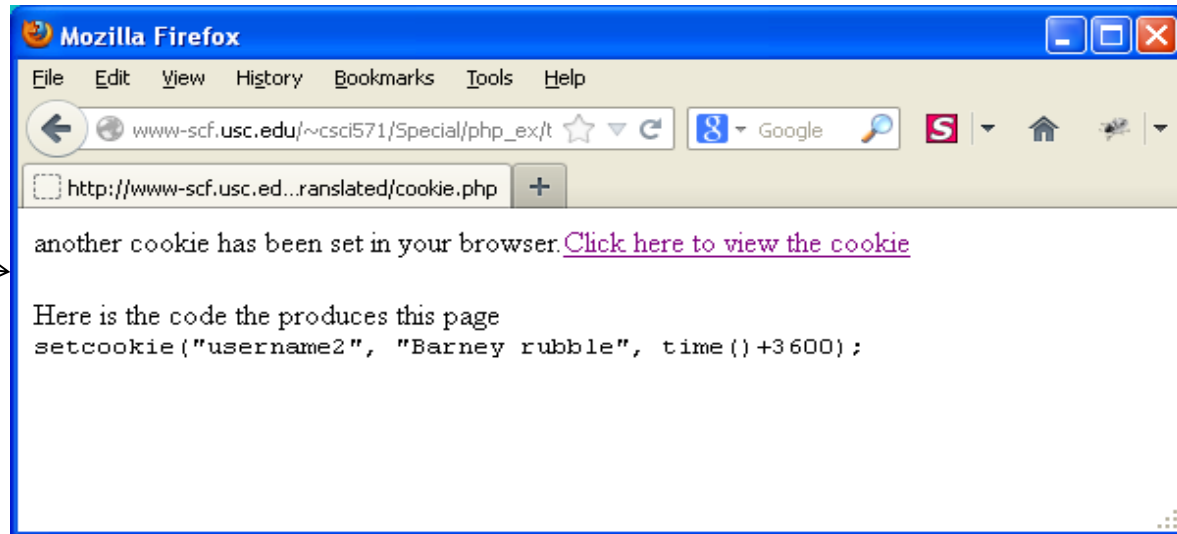 Mozilla Firefox
File Edit View History Bookmarks Tools Help
www-scf.usc.edu/~csci571/Special/php_ex/t 8 Google S
http://www-scf.usc.ed...ranslated/cookie.php +
another cookie has been set in your browser. Click here to view the cookie
Here is the code the produces this page
setcookie("username2", "Barney rubble", time()+3600);